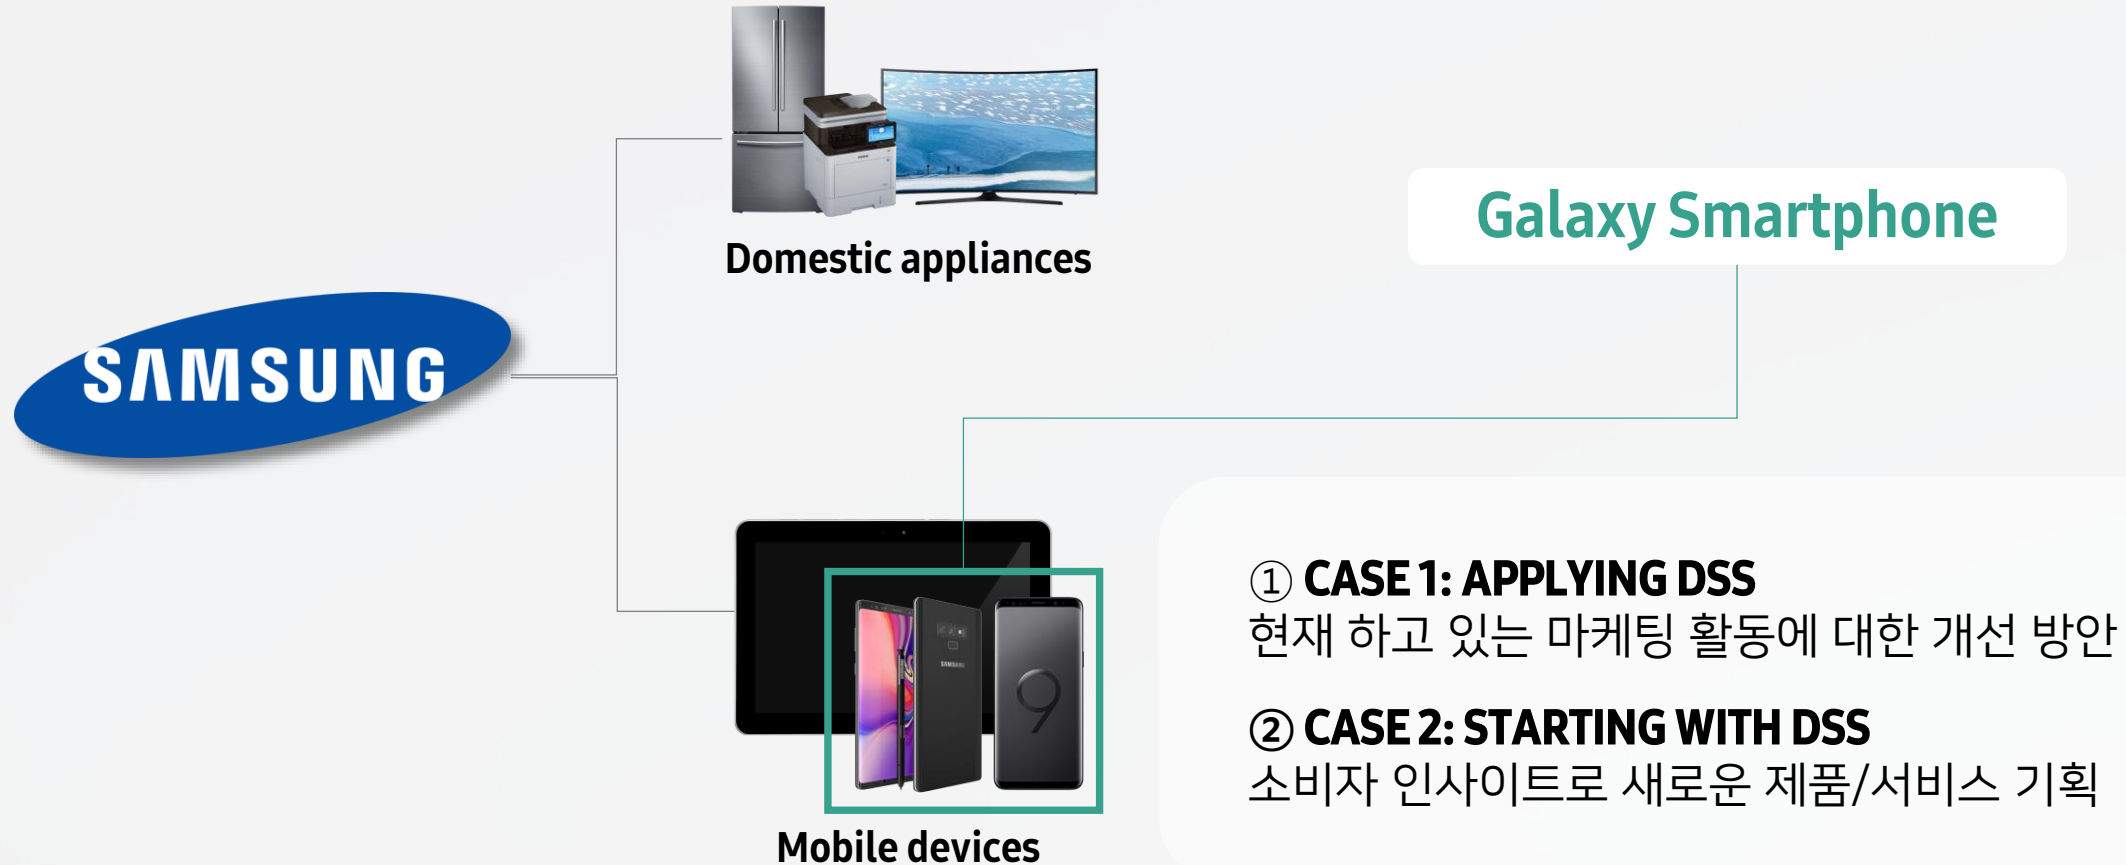 SAMSUNG
Domestic appliances
Galaxy Smartphone
SAMSUNG
9
Mobile devices
① CASE 1: APPLYING DSS
현재 하고 있는 마케팅 활동에 대한 개선 방안
② CASE 2: STARTING WITH DSS
소비자 인사이트로 새로운 제품/서비스 기획